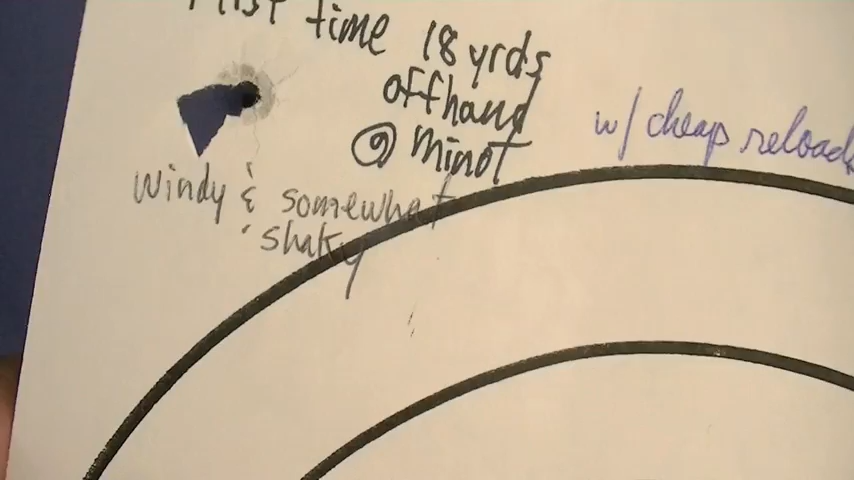 First time 18 yrds
offhand
@ minot
w/ cheap reloads
windy & somewhat
shaky